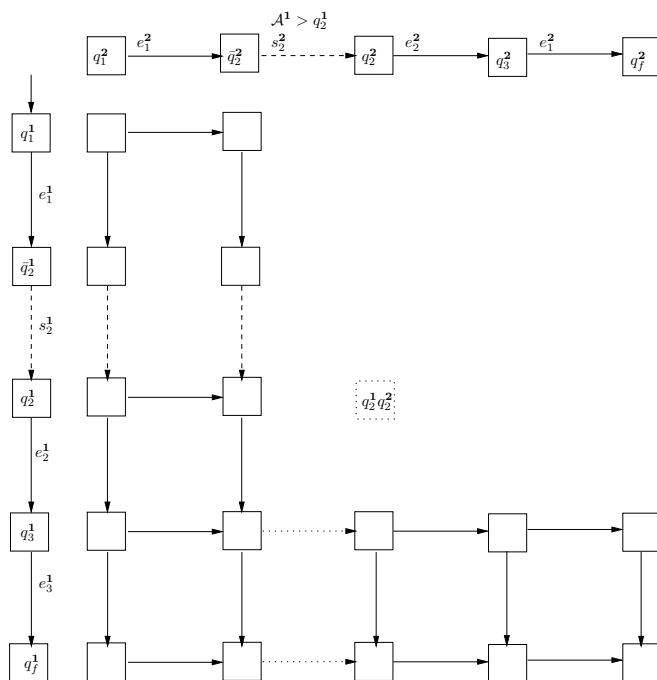 𝒜¹ > q₂¹
e₁² s₂² e₂² e₁²
q₁² q̄₂² q₂² q₃² q_f²
q₁¹
e₁¹
q̄₂¹
s₂¹
q₂¹ q₂¹q₂²
e₂¹
q₃¹
e₃¹
q_f¹